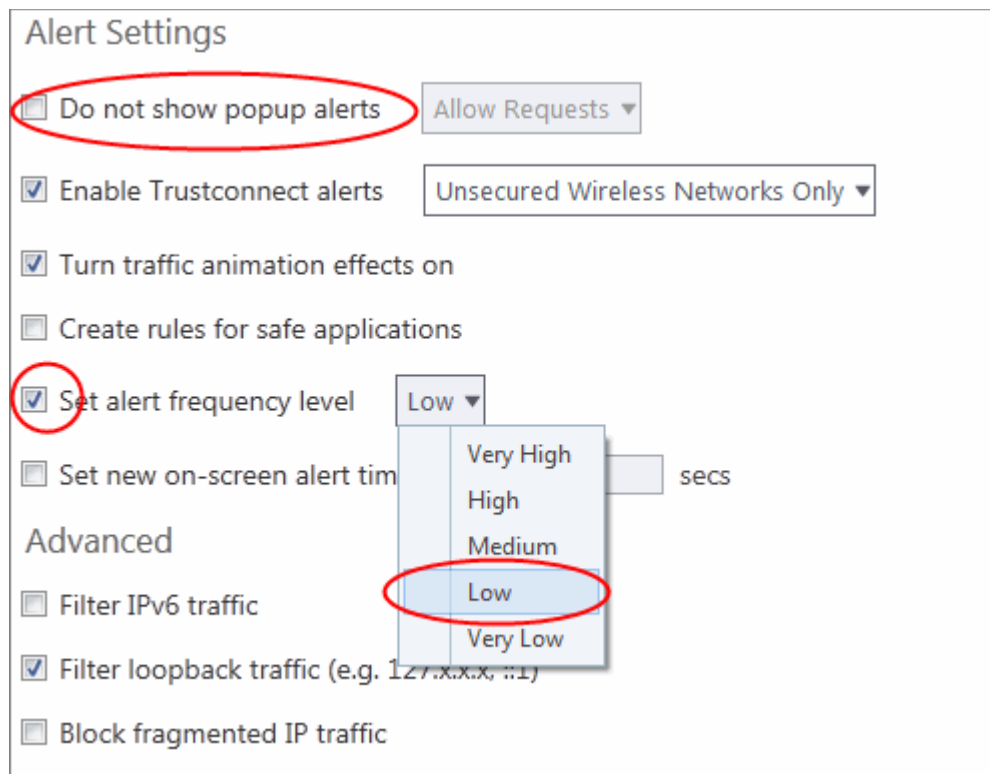 Alert Settings
Do not show popup alerts Allow Requests
Enable Trustconnect alerts Unsecured Wireless Networks Only
Turn traffic animation effects on
Create rules for safe applications
Set alert frequency level Low
Very High
Set new on-screen alert tim secs
High
Advanced
Medium
Low
Filter IPv6 traffic
Very Low
Filter loopback traffic (e.g. 127.x.x.x, ::1)
Block fragmented IP traffic